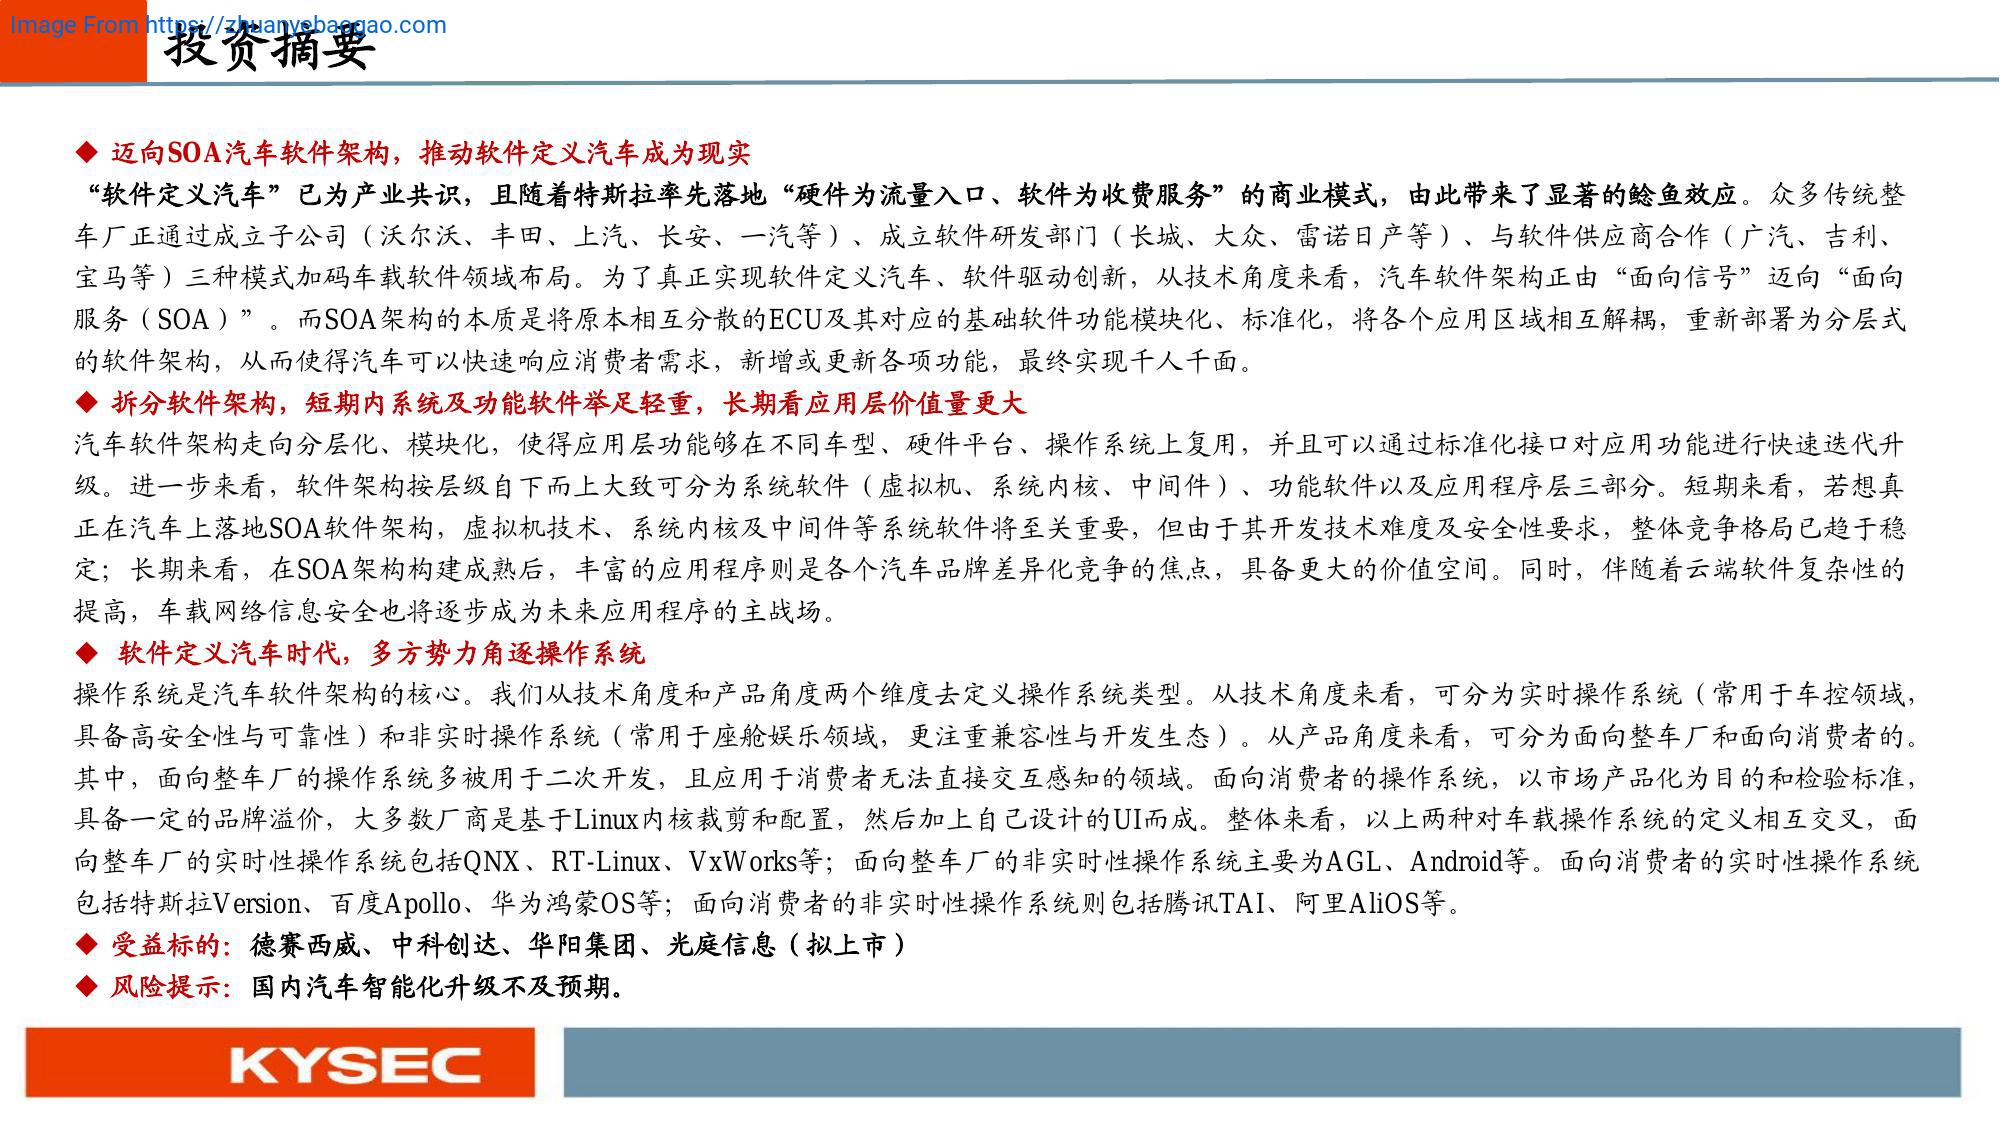 Image From https://zhuanyebaogao.com
投资摘要
◆ 迈向SOA汽车软件架构，推动软件定义汽车成为现实
“软件定义汽车”已为产业共识，且随着特斯拉率先落地“硬件为流量入口、软件为收费服务”的商业模式，由此带来了显著的鲶鱼效应。众多传统整
车厂正通过成立子公司（沃尔沃、丰田、上汽、长安、一汽等）、成立软件研发部门（长城、大众、雷诺日产等）、与软件供应商合作（广汽、吉利、
宝马等）三种模式加码车载软件领域布局。为了真正实现软件定义汽车、软件驱动创新，从技术角度来看，汽车软件架构正由“面向信号”迈向“面向
服务（SOA）”。而SOA架构的本质是将原本相互分散的ECU及其对应的基础软件功能模块化、标准化，将各个应用区域相互解耦，重新部署为分层式
的软件架构，从而使得汽车可以快速响应消费者需求，新增或更新各项功能，最终实现千人千面。
◆ 拆分软件架构，短期内系统及功能软件举足轻重，长期看应用层价值量更大
汽车软件架构走向分层化、模块化，使得应用层功能够在不同车型、硬件平台、操作系统上复用，并且可以通过标准化接口对应用功能进行快速迭代升
级。进一步来看，软件架构按层级自下而上大致可分为系统软件（虚拟机、系统内核、中间件）、功能软件以及应用程序层三部分。短期来看，若想真
正在汽车上落地SOA软件架构，虚拟机技术、系统内核及中间件等系统软件将至关重要，但由于其开发技术难度及安全性要求，整体竞争格局已趋于稳
定；长期来看，在SOA架构构建成熟后，丰富的应用程序则是各个汽车品牌差异化竞争的焦点，具备更大的价值空间。同时，伴随着云端软件复杂性的
提高，车载网络信息安全也将逐步成为未来应用程序的主战场。
◆ 软件定义汽车时代，多方势力角逐操作系统
操作系统是汽车软件架构的核心。我们从技术角度和产品角度两个维度去定义操作系统类型。从技术角度来看，可分为实时操作系统（常用于车控领域，
具备高安全性与可靠性）和非实时操作系统（常用于座舱娱乐领域，更注重兼容性与开发生态）。从产品角度来看，可分为面向整车厂和面向消费者的。
其中，面向整车厂的操作系统多被用于二次开发，且应用于消费者无法直接交互感知的领域。面向消费者的操作系统，以市场产品化为目的和检验标准，
具备一定的品牌溢价，大多数厂商是基于Linux内核裁剪和配置，然后加上自己设计的UI而成。整体来看，以上两种对车载操作系统的定义相互交叉，面
向整车厂的实时性操作系统包括QNX、RT-Linux、VxWorks等；面向整车厂的非实时性操作系统主要为AGL、Android等。面向消费者的实时性操作系统
包括特斯拉Version、百度Apollo、华为鸿蒙OS等；面向消费者的非实时性操作系统则包括腾讯TAI、阿里AliOS等。
◆ 受益标的：德赛西威、中科创达、华阳集团、光庭信息（拟上市）
◆ 风险提示：国内汽车智能化升级不及预期。
KYSEC